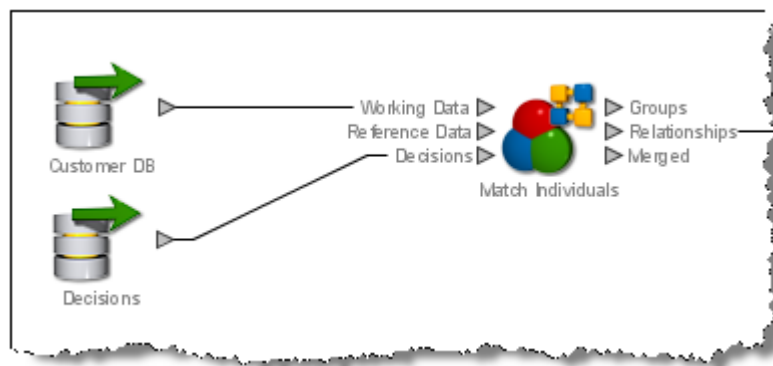 Working Data
Groups
Reference Data
Relationships
Customer DB
Decisions
Merged
Match Individuals
Decisions